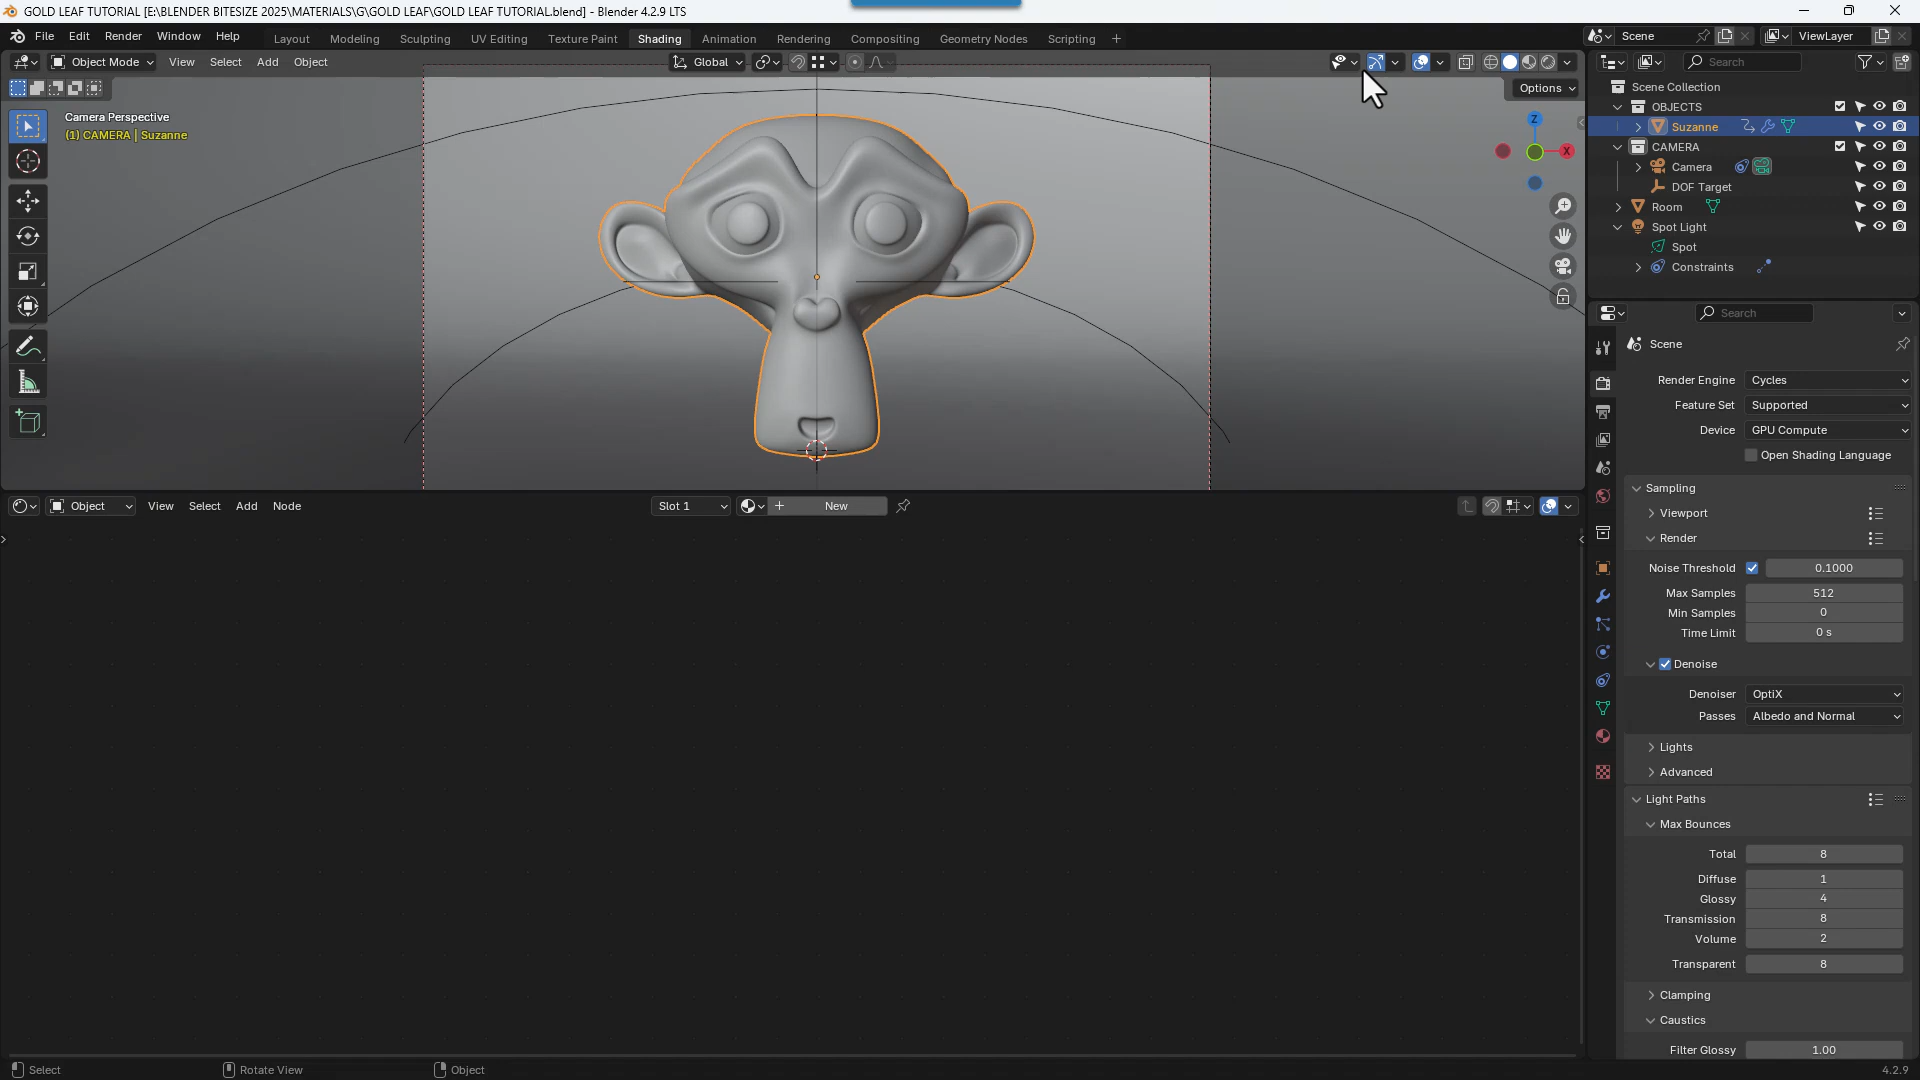 GOLD LEAF TUTORIAL [E:\BLENDER BITESIZE 2025\MATERIALS\G\GOLD LEAF\GOLD LEAF TUTORIAL.blend] - Blender 4.2.9 LTS
File Edit Render Window Help Layout Modeling Sculpting UV Editing Texture Paint Shading Animation Rendering Compositing Geometry Nodes Scripting + Scene ViewLayer
Object Mode View Select Add Object Global Search
Options
Scene Collection
OBJECTS
Suzanne
CAMERA
Camera
DOF Target
Room
Spot Light
Spot
Constraints
Camera Perspective
(1) CAMERA | Suzanne
Z
X
Search
Scene
Render Engine Cycles
Feature Set Supported
Device GPU Compute
Open Shading Language
Sampling
Viewport
Render
Noise Threshold 0.1000
Max Samples 512
Min Samples 0
Time Limit 0 s
Denoise
Denoiser OptiX
Passes Albedo and Normal
Lights
Advanced
Light Paths
Max Bounces
Total 8
Diffuse 1
Glossy 4
Transmission 8
Volume 2
Transparent 8
Clamping
Caustics
Filter Glossy 1.00
Object View Select Add Node Slot 1 + New
Select Rotate View Object 4.2.9